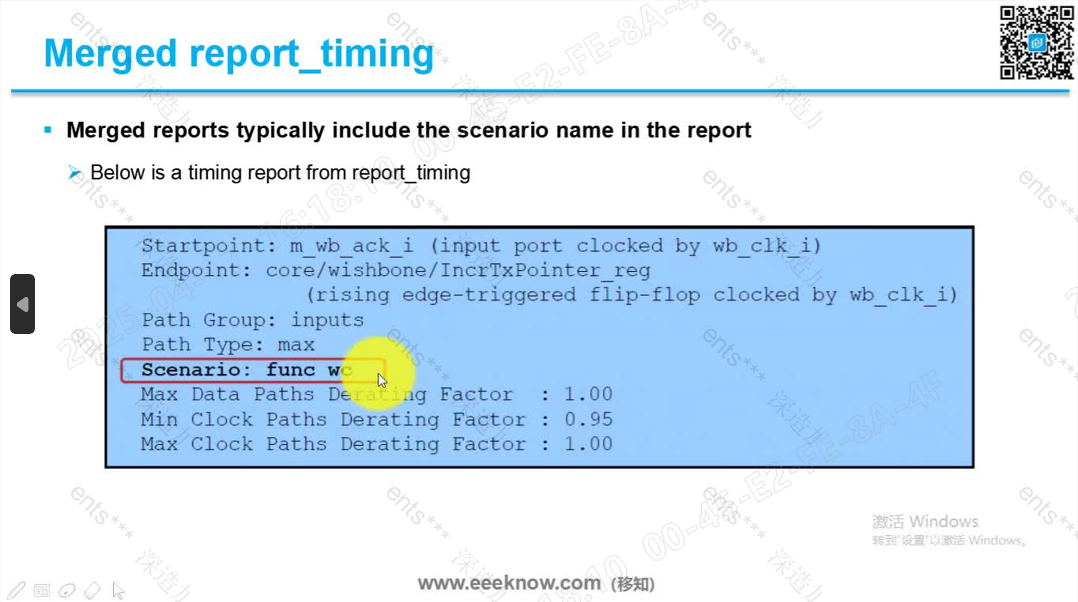 Merged report_timing
Merged reports typically include the scenario name in the report
Below is a timing report from report_timing
Startpoint: m_wb_ack_i (input port clocked by wb_clk_i)
Endpoint: core/wishbone/IncrTxPointer_reg
(rising edge-triggered flip-flop clocked by wb_clk_i)
Path Group: inputs
Path Type: max
Scenario: func wc
Max Data Paths Derating Factor : 1.00
Min Clock Paths Derating Factor : 0.95
Max Clock Paths Derating Factor : 1.00
激活 Windows
转到"设置"以激活 Windows。
www.eeeknow.com (移知)